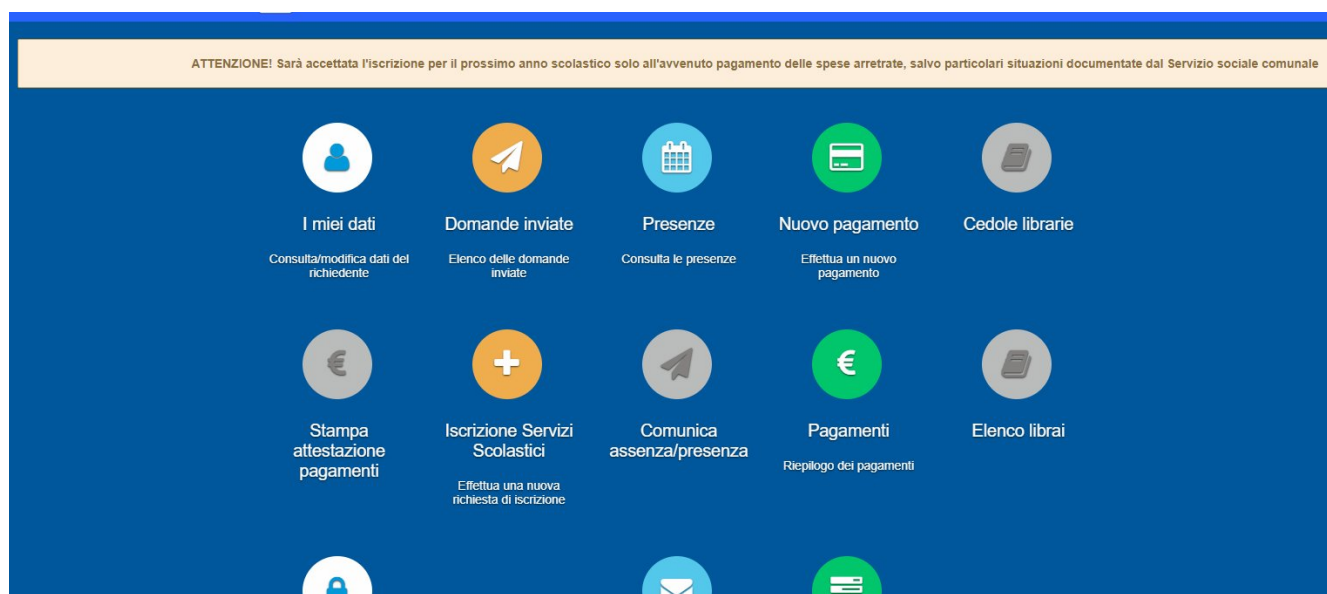 ATTENZIONE! Sarà accettata l'iscrizione per il prossimo anno scolastico solo all'avvenuto pagamento delle spese arretrate, salvo particolari situazioni documentate dal Servizio sociale comunale
I miei dati
Consulta/modifica dati del
richiedente
Domande inviate
Elenco delle domande
inviate
Presenze
Consulta le presenze
Nuovo pagamento
Effettua un nuovo
pagamento
Cedole librarie
€
Stampa
attestazione
pagamenti
Iscrizione Servizi
Scolastici
Effettua una nuova
richiesta di iscrizione
Comunica
assenza/presenza
€
Pagamenti
Riepilogo dei pagamenti
Elenco librai